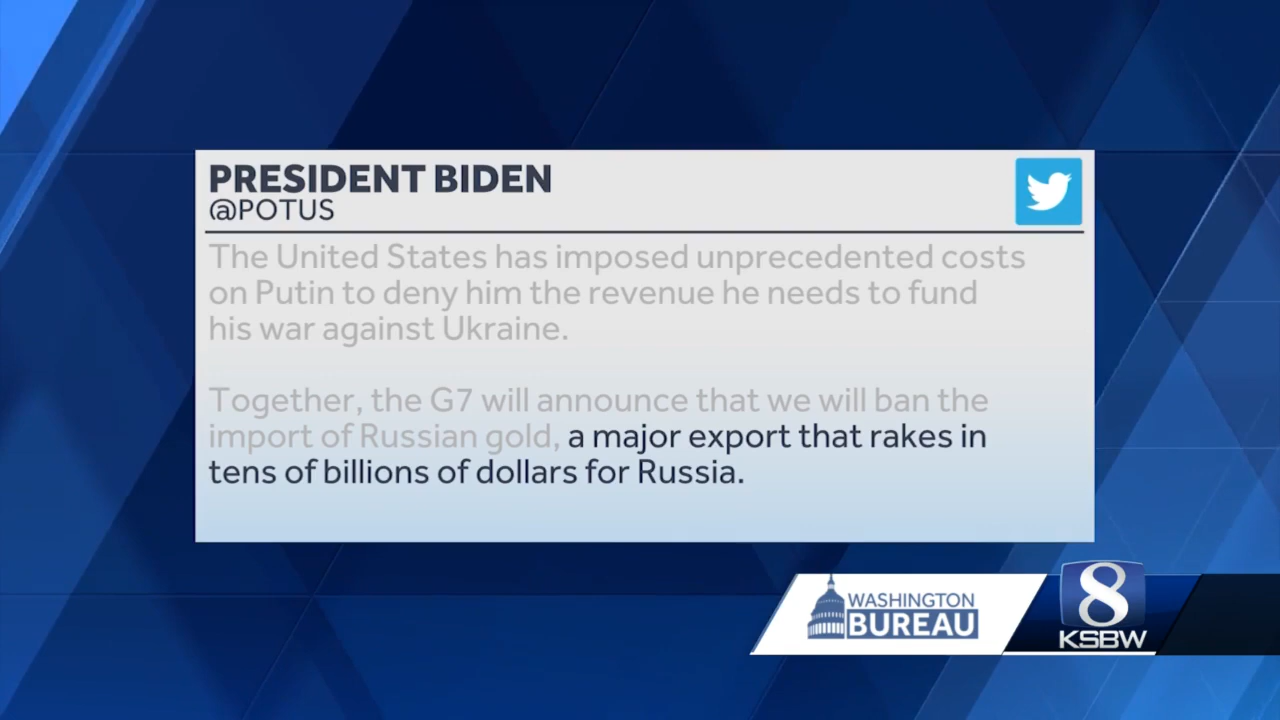 PRESIDENT BIDEN
@POTUS
The United States has imposed unprecedented costs
on Putin to deny him the revenue he needs to fund
his war against Ukraine.
Together, the G7 will announce that we will ban the
import of Russian gold, a major export that rakes in
tens of billions of dollars for Russia.
WASHINGTON
BUREAU
8
KSBW